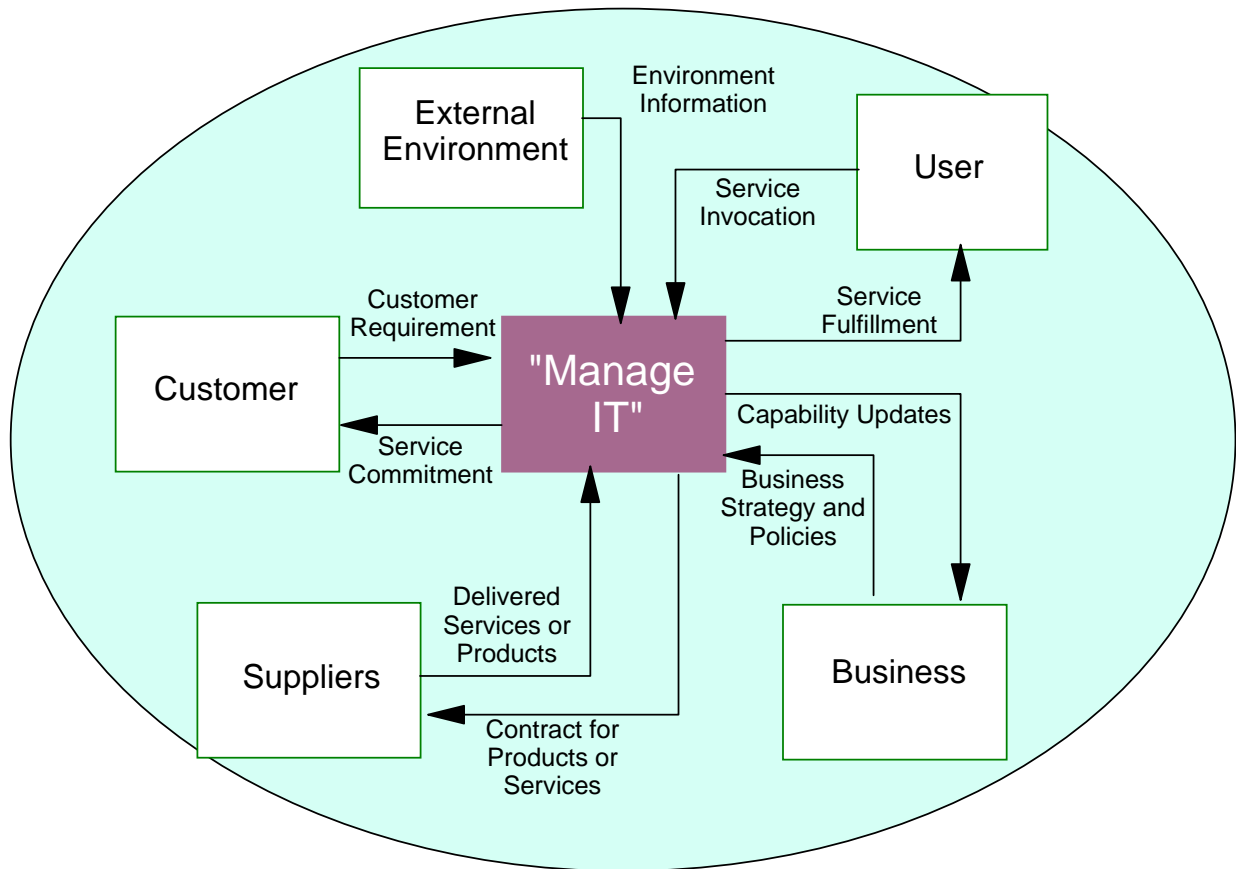 External
Environment
Environment
Information
User
Service
Invocation
Customer
Requirement
Service
Fulfillment
Customer
"Manage
IT"
Capability Updates
Service
Commitment
Business
Strategy and
Policies
Delivered
Services or
Products
Suppliers
Business
Contract for
Products or
Services